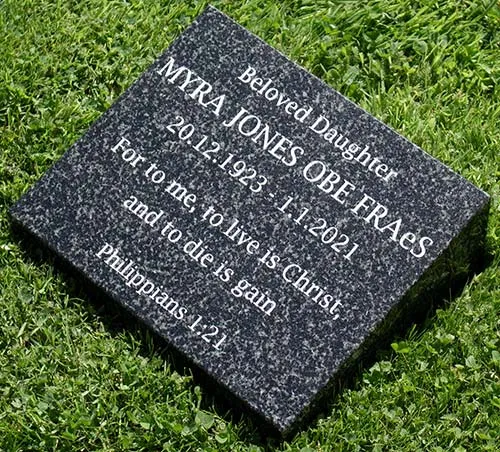 Beloved Daughter
MYRA JONES OBE FRAeS
20.12.1923 - 1.1.2021
For to me, to live is Christ,
and to die is gain
Philippians 1:21